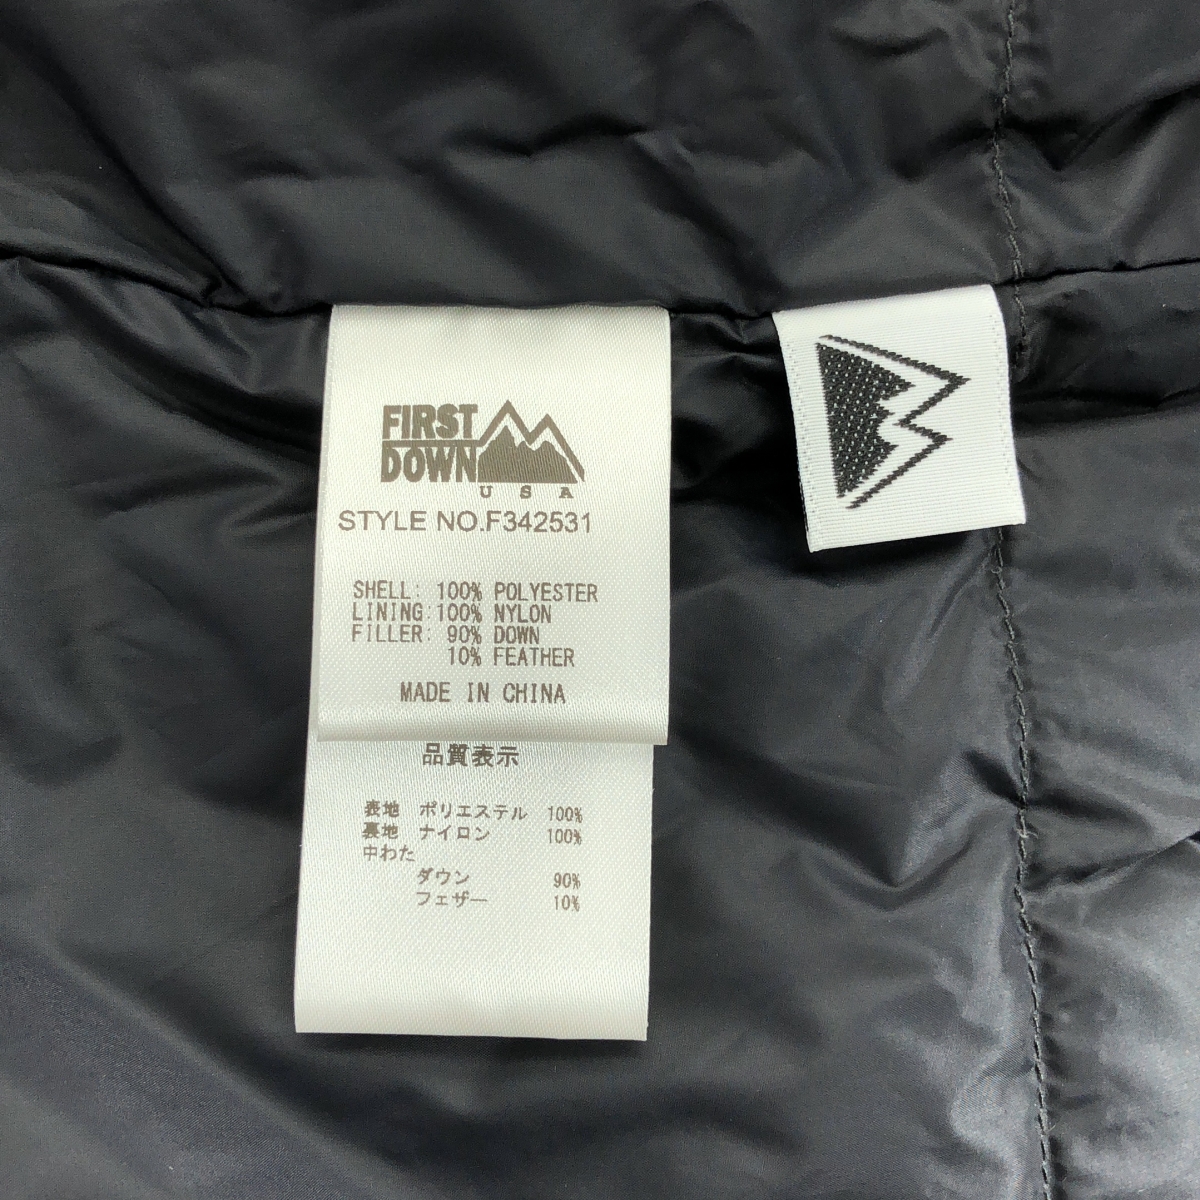 FIRST
DOWN
USA
STYLE NO.F342531
SHELL: 100% POLYESTER
LINING:100% NYLON
FILLER: 90% DOWN
10% FEATHER
MADE IN CHINA
品質表示
表地 ポリエステル 100%
裏地 ナイロン 100%
中わた
ダウン 90%
フェザー 10%